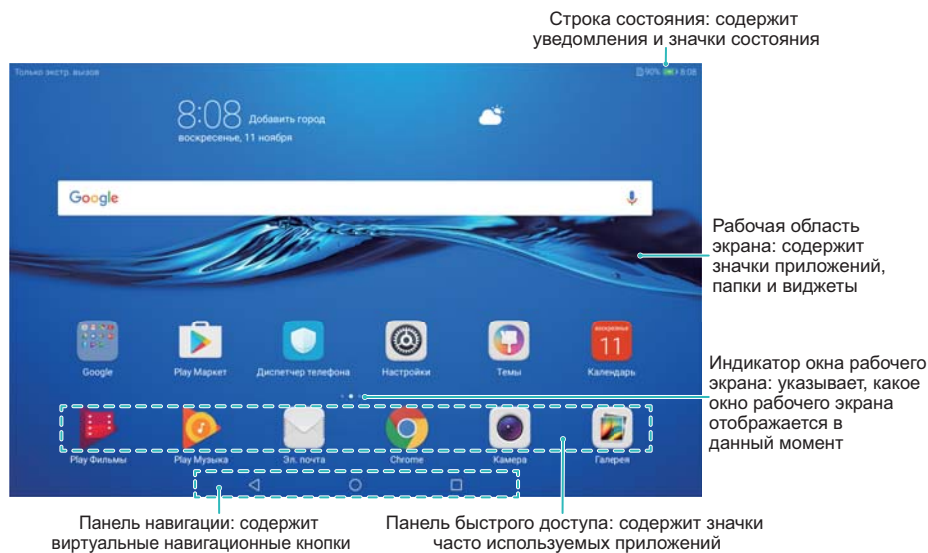 Строка состояния: содержит
уведомления и значки состояния
Только экстр. вызов
90% 8:08
8:08 Добавить город
воскресенье, 11 ноября
Google
Рабочая область
экрана: содержит
значки приложений,
папки и виджеты
воскресенье
11
Google Play Маркет Диспетчер телефона Настройки Темы Календарь
Индикатор окна рабочего
экрана: указывает, какое
окно рабочего экрана
отображается в
данный момент
Play Фильмы Play Музыка Эл. почта Chrome Камера Галерея
Панель навигации: содержит
виртуальные навигационные кнопки
Панель быстрого доступа: содержит значки
часто используемых приложений